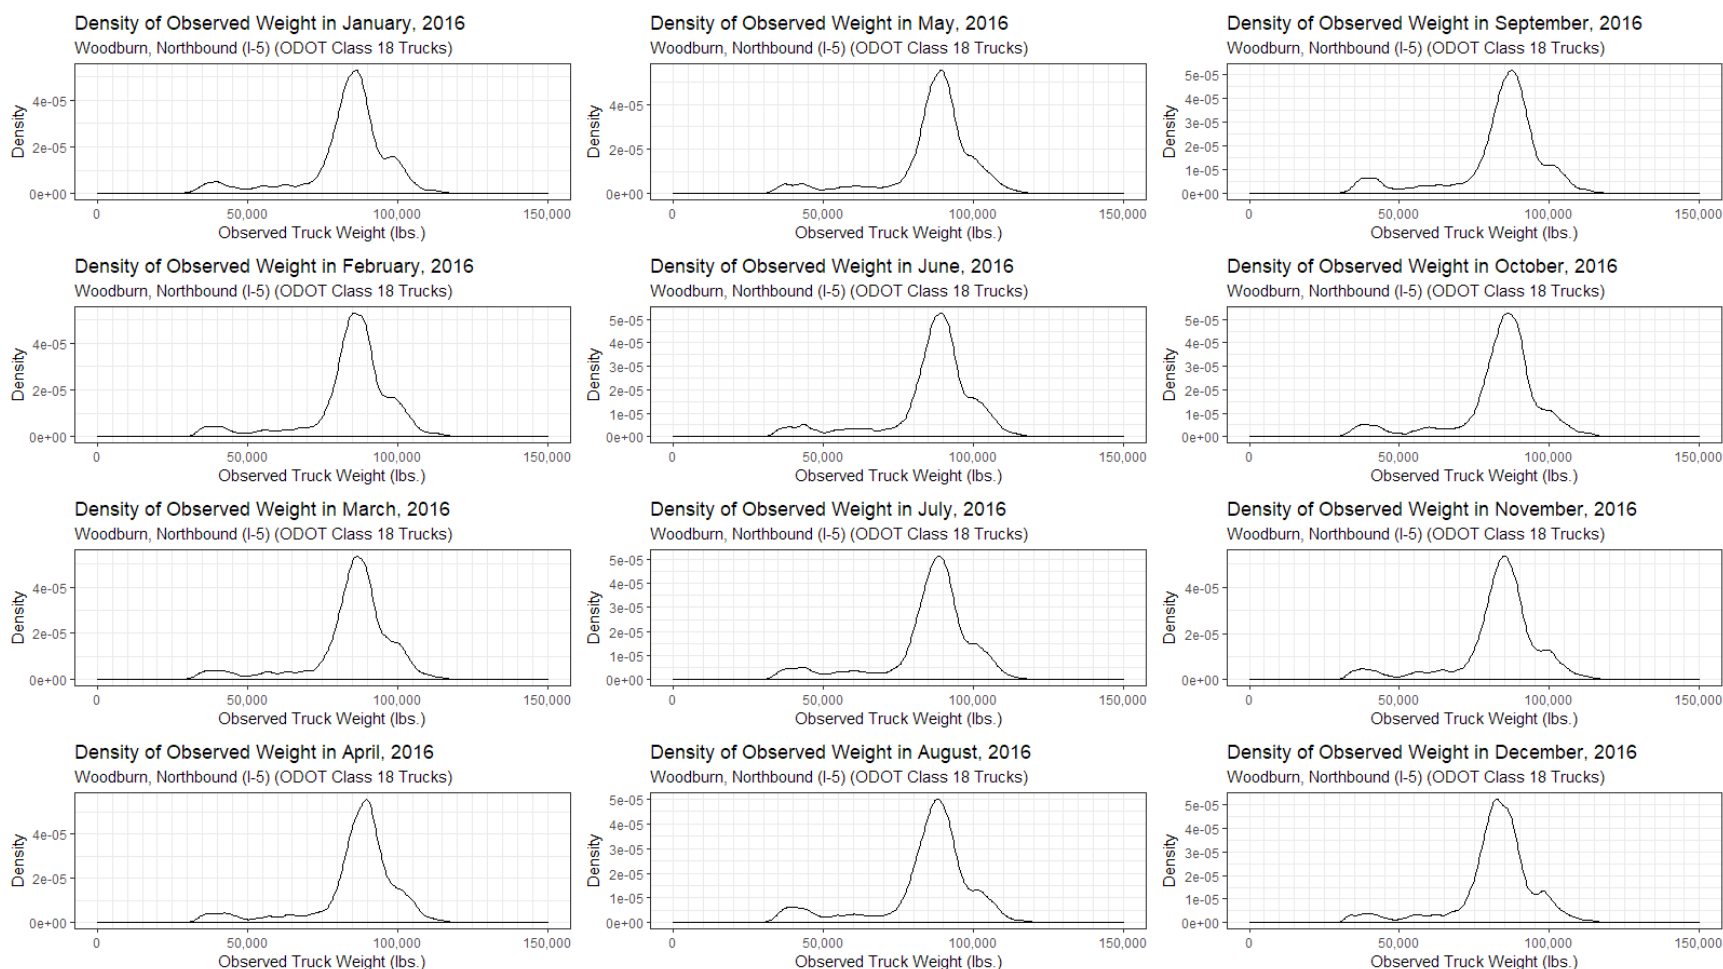 Density of Observed Weight in January, 2016
Woodburn, Northbound (I-5) (ODOT Class 18 Trucks)
Density
4e-05
2e-05
0e+00
0 50,000 100,000 150,000
Observed Truck Weight (lbs.)
Density of Observed Weight in May, 2016
Woodburn, Northbound (I-5) (ODOT Class 18 Trucks)
Density
4e-05
2e-05
0e+00
0 50,000 100,000 150,000
Observed Truck Weight (lbs.)
Density of Observed Weight in September, 2016
Woodburn, Northbound (I-5) (ODOT Class 18 Trucks)
Density
5e-05
4e-05
3e-05
2e-05
1e-05
0e+00
0 50,000 100,000 150,000
Observed Truck Weight (lbs.)
Density of Observed Weight in February, 2016
Woodburn, Northbound (I-5) (ODOT Class 18 Trucks)
Density
4e-05
2e-05
0e+00
0 50,000 100,000 150,000
Observed Truck Weight (lbs.)
Density of Observed Weight in June, 2016
Woodburn, Northbound (I-5) (ODOT Class 18 Trucks)
Density
5e-05
4e-05
3e-05
2e-05
1e-05
0e+00
0 50,000 100,000 150,000
Observed Truck Weight (lbs.)
Density of Observed Weight in October, 2016
Woodburn, Northbound (I-5) (ODOT Class 18 Trucks)
Density
5e-05
4e-05
3e-05
2e-05
1e-05
0e+00
0 50,000 100,000 150,000
Observed Truck Weight (lbs.)
Density of Observed Weight in March, 2016
Woodburn, Northbound (I-5) (ODOT Class 18 Trucks)
Density
4e-05
2e-05
0e+00
0 50,000 100,000 150,000
Observed Truck Weight (lbs.)
Density of Observed Weight in July, 2016
Woodburn, Northbound (I-5) (ODOT Class 18 Trucks)
Density
5e-05
4e-05
3e-05
2e-05
1e-05
0e+00
0 50,000 100,000 150,000
Observed Truck Weight (lbs.)
Density of Observed Weight in November, 2016
Woodburn, Northbound (I-5) (ODOT Class 18 Trucks)
Density
4e-05
2e-05
0e+00
0 50,000 100,000 150,000
Observed Truck Weight (lbs.)
Density of Observed Weight in April, 2016
Woodburn, Northbound (I-5) (ODOT Class 18 Trucks)
Density
4e-05
2e-05
0e+00
0 50,000 100,000 150,000
Observed Truck Weight (lbs.)
Density of Observed Weight in August, 2016
Woodburn, Northbound (I-5) (ODOT Class 18 Trucks)
Density
5e-05
4e-05
3e-05
2e-05
1e-05
0e+00
0 50,000 100,000 150,000
Observed Truck Weight (lbs.)
Density of Observed Weight in December, 2016
Woodburn, Northbound (I-5) (ODOT Class 18 Trucks)
Density
5e-05
4e-05
3e-05
2e-05
1e-05
0e+00
0 50,000 100,000 150,000
Observed Truck Weight (lbs.)